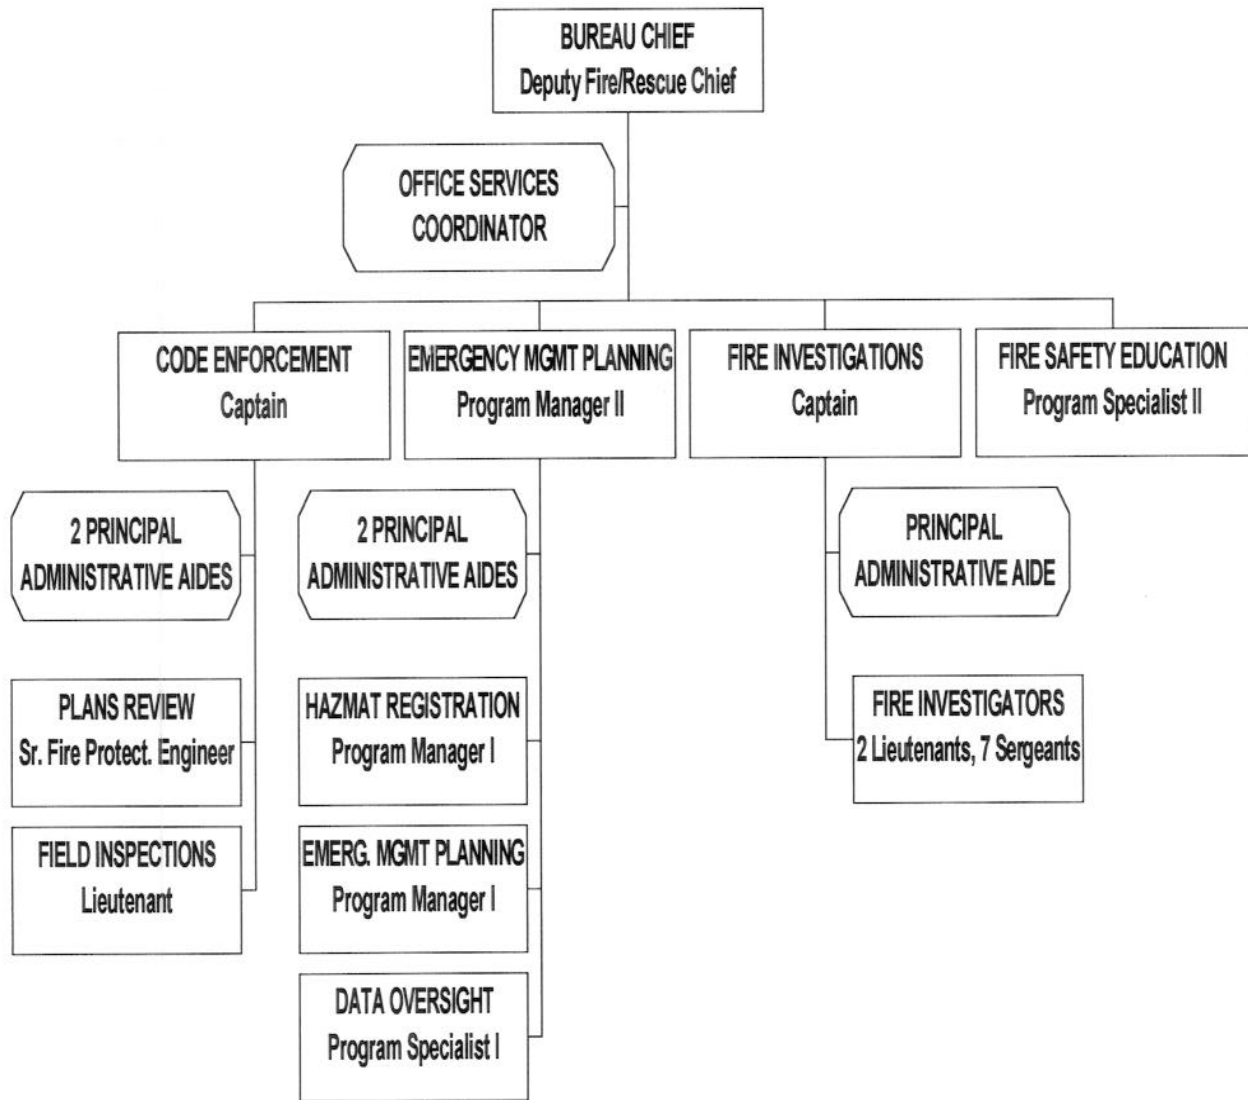 BUREAU CHIEF
Deputy Fire/Rescue Chief
OFFICE SERVICES
COORDINATOR
CODE ENFORCEMENT
Captain
EMERGENCY MGMT PLANNING
Program Manager II
FIRE INVESTIGATIONS
Captain
FIRE SAFETY EDUCATION
Program Specialist II
2 PRINCIPAL
ADMINISTRATIVE AIDES
2 PRINCIPAL
ADMINISTRATIVE AIDES
PRINCIPAL
ADMINISTRATIVE AIDE
PLANS REVIEW
Sr. Fire Protect. Engineer
HAZMAT REGISTRATION
Program Manager I
FIRE INVESTIGATORS
2 Lieutenants, 7 Sergeants
FIELD INSPECTIONS
Lieutenant
EMERG. MGMT PLANNING
Program Manager I
DATA OVERSIGHT
Program Specialist I